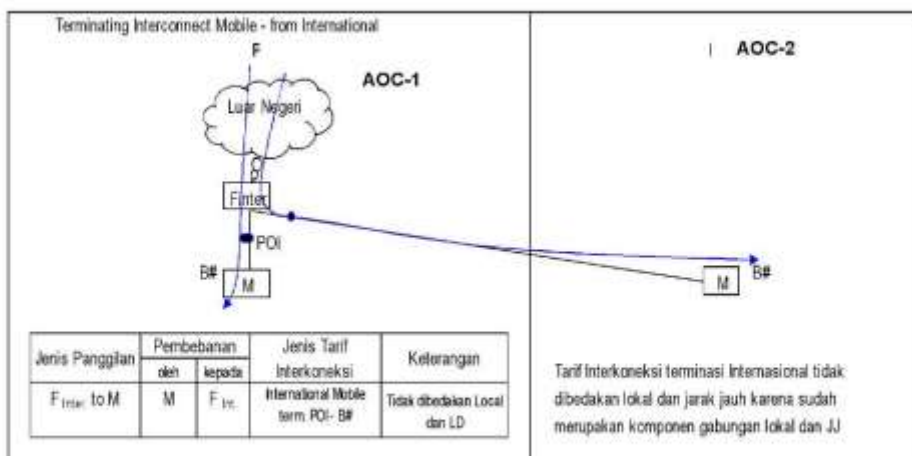 Terminating Interconnect Mobile - from International
F
AOC-1
AOC-2
Luar Negeri
Finter
POI
B#
M
M
B#
Jenis Panggilan
Pembebanan
oleh
kepada
Jenis Tarif
Interkoneksi
Keterangan
F Inter. to M
M
F Int.
International Mobile
term. POI- B#
Tidak dibedakan Local
dan LD
Tarif Interkoneksi terminasi Internasional tidak
dibedakan lokal dan jarak jauh karena sudah
merupakan komponen gabungan lokal dan JJ